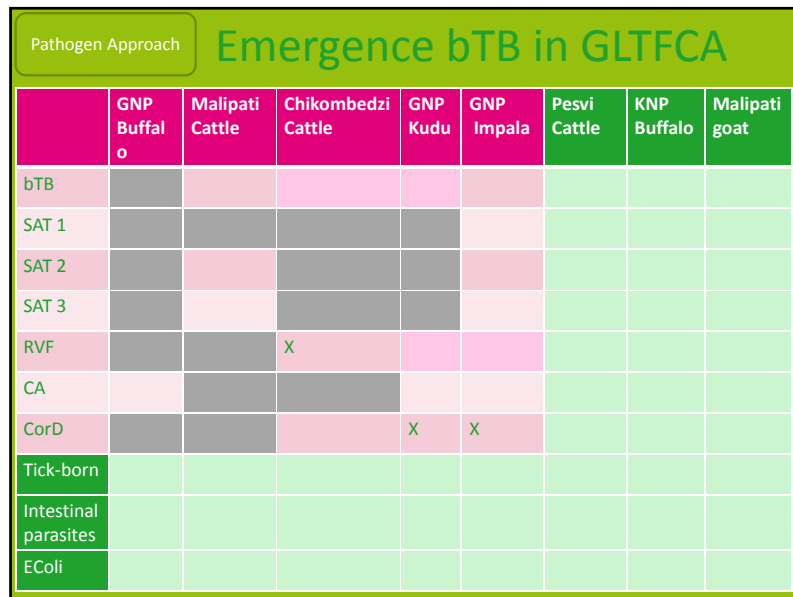 Pathogen Approach
Emergence bTB in GLTFCA
GNP Buffal o | Malipati Cattle | Chikombedzi Cattle | GNP Kudu | GNP Impala | Pesvi Cattle | KNP Buffalo | Malipati goat
bTB
SAT 1
SAT 2
SAT 3
RVF X
CA
CorD X X
Tick-born
Intestinal
parasites
EColi